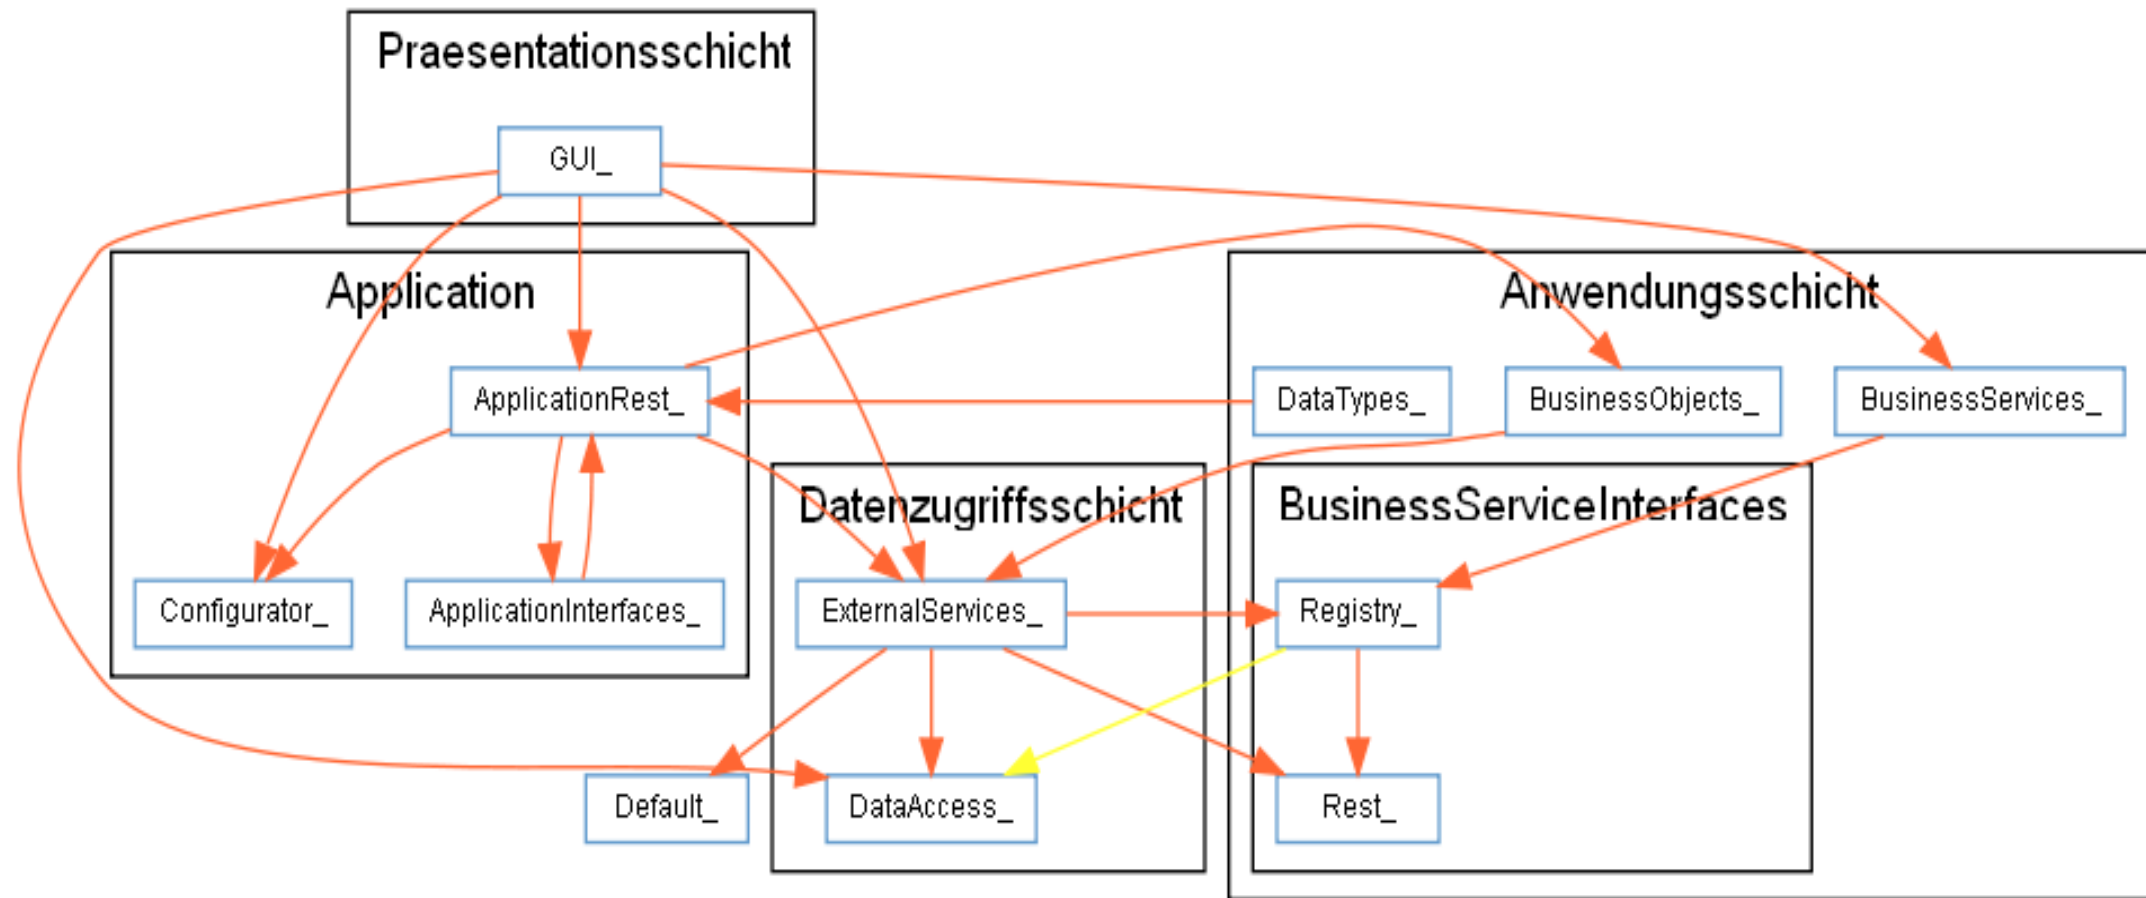 Praesentationsschicht
GUI_
Application
Anwendungsschicht
ApplicationRest_
DataTypes_
BusinessObjects_
BusinessServices_
Datenzugriffsschicht
BusinessServiceInterfaces
Configurator_
ApplicationInterfaces_
ExternalServices_
Registry_
Default_
DataAccess_
Rest_